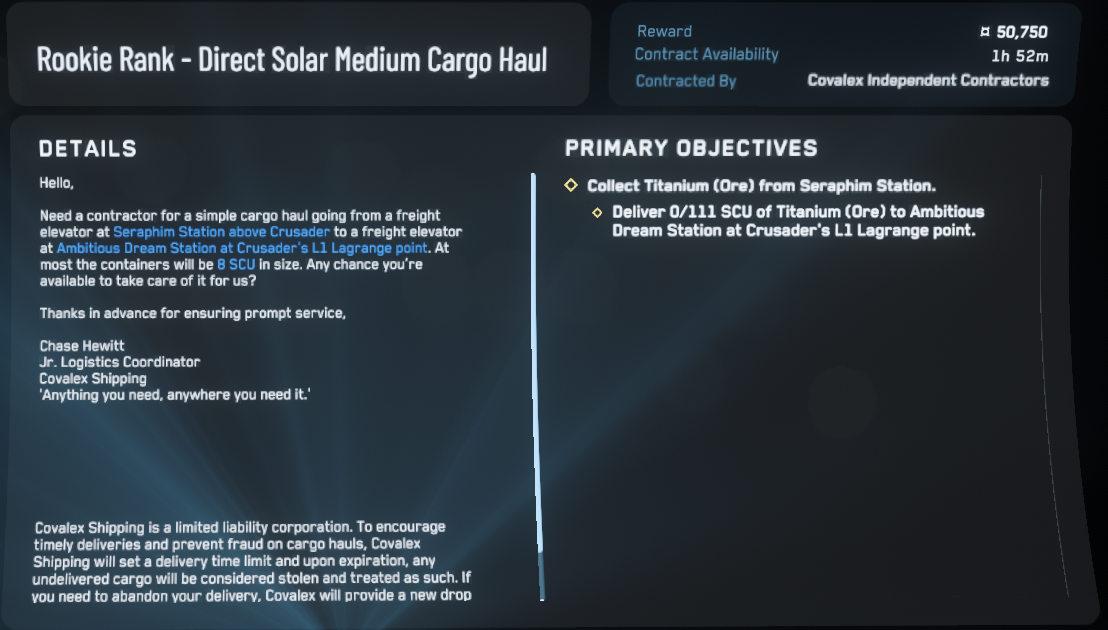 Rookie Rank - Direct Solar Medium Cargo Haul
Reward ¤ 50,750
Contract Availability 1h 52m
Contracted By Covalex Independent Contractors
DETAILS
Hello,
Need a contractor for a simple cargo haul going from a freight
elevator at Seraphim Station above Crusader to a freight elevator
at Ambitious Dream Station at Crusader's L1 Lagrange point. At
most the containers will be 8 SCU in size. Any chance you're
available to take care of it for us?
Thanks in advance for ensuring prompt service,
Chase Hewitt
Jr. Logistics Coordinator
Covalex Shipping
'Anything you need, anywhere you need it.'
Covalex Shipping is a limited liability corporation. To encourage
timely deliveries and prevent fraud on cargo hauls, Covalex
Shipping will set a delivery time limit and upon expiration, any
undelivered cargo will be considered stolen and treated as such. If
you need to abandon your delivery, Covalex will provide a new drop
PRIMARY OBJECTIVES
Collect Titanium (Ore) from Seraphim Station.
Deliver 0/111 SCU of Titanium (Ore) to Ambitious
Dream Station at Crusader's L1 Lagrange point.